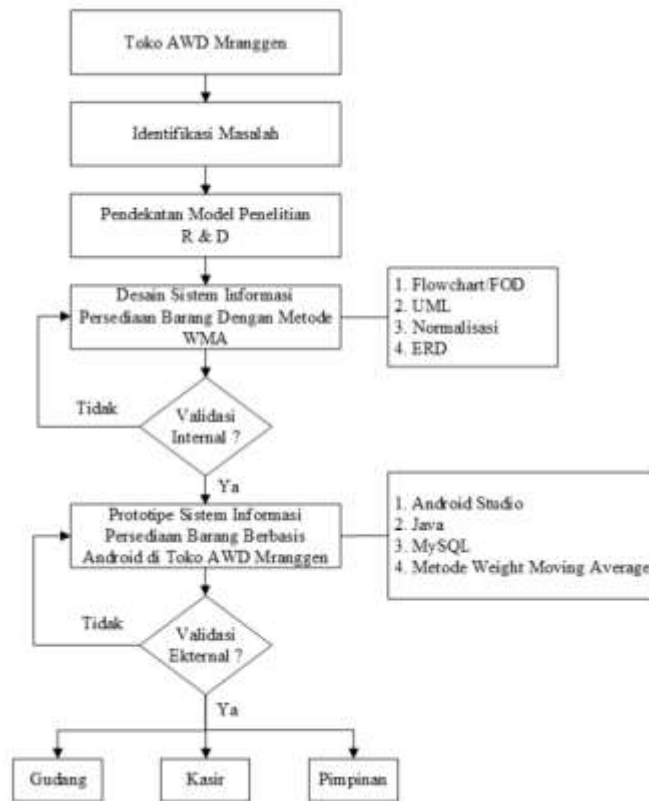 Toko AWD Mranggen
Identifikasi Masalah
Pendekatan Model Penelitian
R & D
Desain Sistem Informasi
Persediaan Barang Dengan Metode
WMA
1. Flowchart/FOD
2. UML
3. Normalisasi
4. ERD
Tidak
Validasi
Internal ?
Ya
Prototipe Sistem Informasi
Persediaan Barang Berbasis
Android di Toko AWD Mranggen
1. Android Studio
2. Java
3. MySQL
4. Metode Weight Moving Average
Tidak
Validasi
Ekternal ?
Ya
Gudang
Kasir
Pimpinan